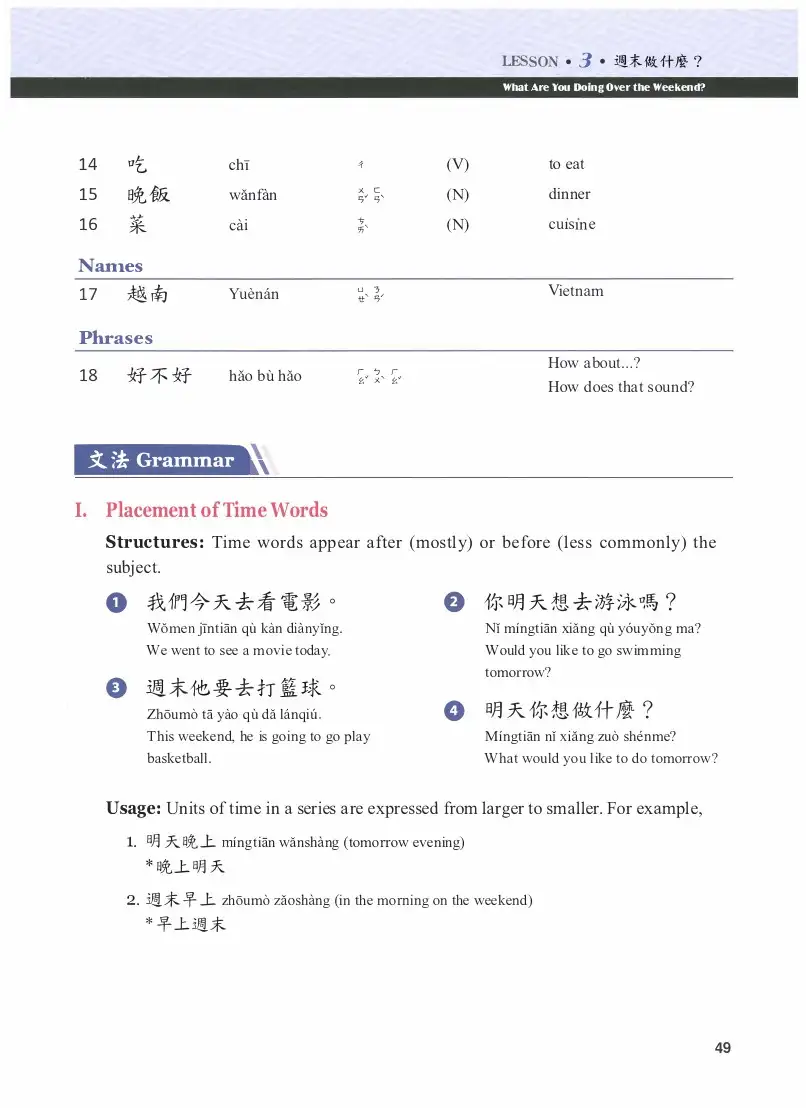 LESSON • 3 • 週末做什麼？
What Are You Doing Over the Weekend?
14 吃 chī ㄔ (V) to eat
15 晚飯 wǎnfàn ㄨㄢˇ ㄈㄢˋ (N) dinner
16 菜 cài ㄘㄞˋ (N) cuisine
Names
17 越南 Yuènán ㄩㄝˋ ㄋㄢˊ Vietnam
Phrases
18 好不好 hǎo bù hǎo ㄏㄠˇ ㄅㄨˋ ㄏㄠˇ How about...?
How does that sound?
文法 Grammar
I. Placement of Time Words
Structures: Time words appear after (mostly) or before (less commonly) the
subject.
1 我們今天去看電影。
Wǒmen jīntiān qù kàn diànyǐng.
We went to see a movie today.
2 你明天想去游泳嗎？
Nǐ míngtiān xiǎng qù yóuyǒng ma?
Would you like to go swimming
tomorrow?
3 週末他要去打籃球。
Zhōumò tā yào qù dǎ lánqiú.
This weekend, he is going to go play
basketball.
4 明天你想做什麼？
Míngtiān nǐ xiǎng zuò shénme?
What would you like to do tomorrow?
Usage: Units of time in a series are expressed from larger to smaller. For example,
1. 明天晚上 míngtiān wǎnshàng (tomorrow evening)
*晚上明天
2. 週末早上 zhōumò zǎoshàng (in the morning on the weekend)
*早上週末
49